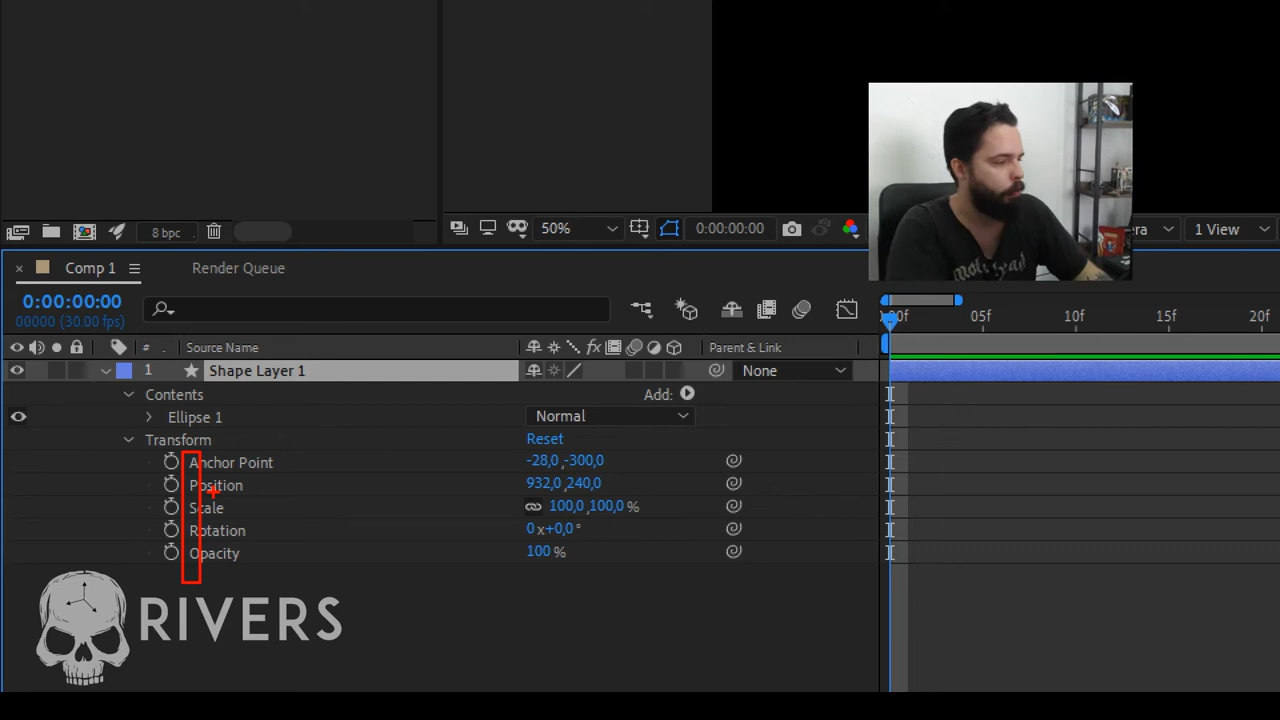 8 bpc
50%
0:00:00:00
era
1 View
× Comp 1
Render Queue
0:00:00:00
00000 (30.00 fps)
:00f 05f 10f 15f 20f
# . Source Name
fx
Parent & Link
1 Shape Layer 1
None
Contents
Add:
Ellipse 1
Normal
Transform
Reset
Anchor Point
-28,0,-300,0
Position
932,0,240,0
Scale
100,0,100,0%
Rotation
0x+0,0°
Opacity
100%
RIVERS